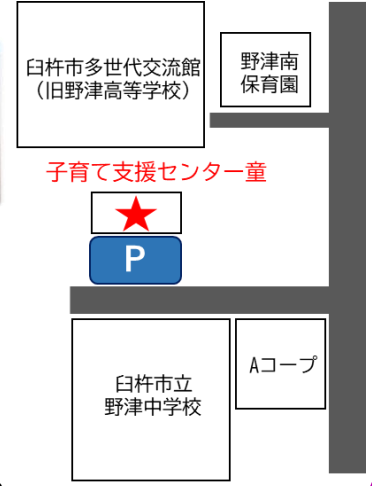 臼杵市多世代交流館
（旧野津高等学校）
野津南
保育園
子育て支援センター童
P
Aコープ
臼杵市立
野津中学校